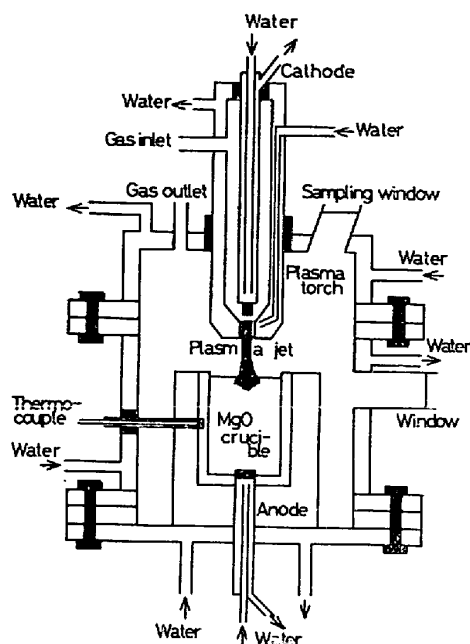 Water
Cathode
Water
Water
Gas inlet
Gas outlet
Sampling window
Water
Water
Plasma
torch
Plasma jet
Water
Thermo-
couple
MgO
cruci-
ble
Window
Water
Anode
Water
Water